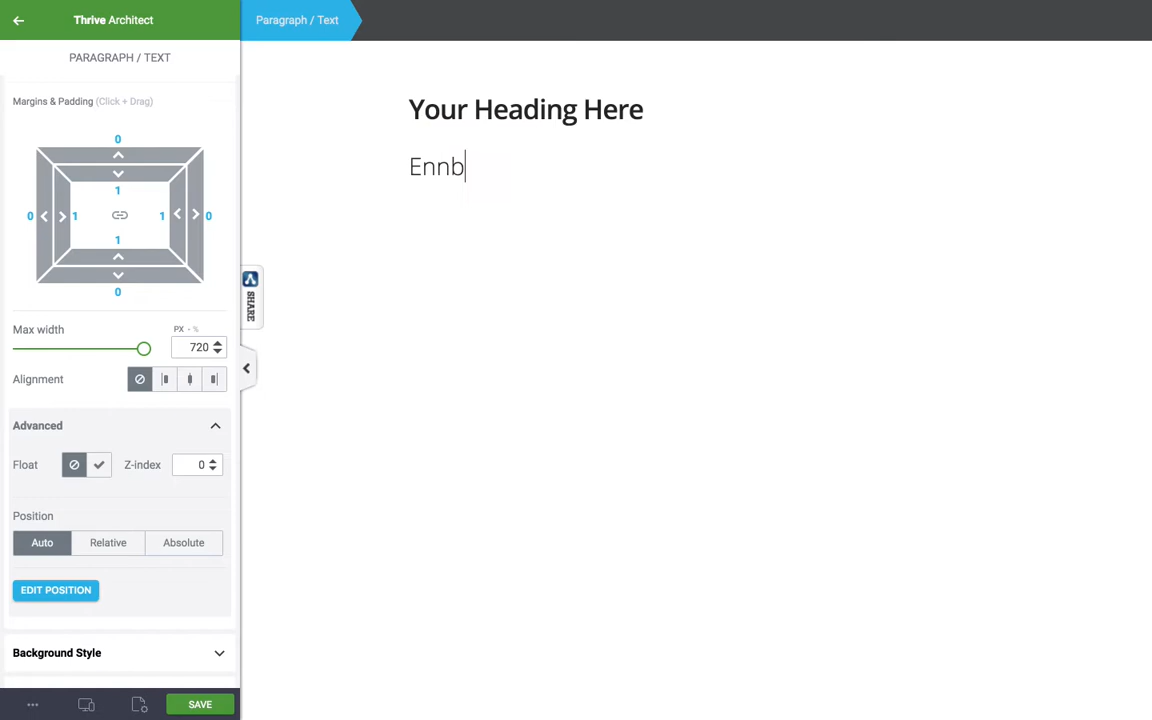 Thrive Architect
Paragraph / Text
PARAGRAPH / TEXT
Margins & Padding (Click + Drag)
0
1
0 1 1 0
1
0
Your Heading Here
Ennb
SHARE
Max width
PX - %
720
Alignment
Advanced
Float
Z-index
0
Position
Auto
Relative
Absolute
EDIT POSITION
Background Style
SAVE